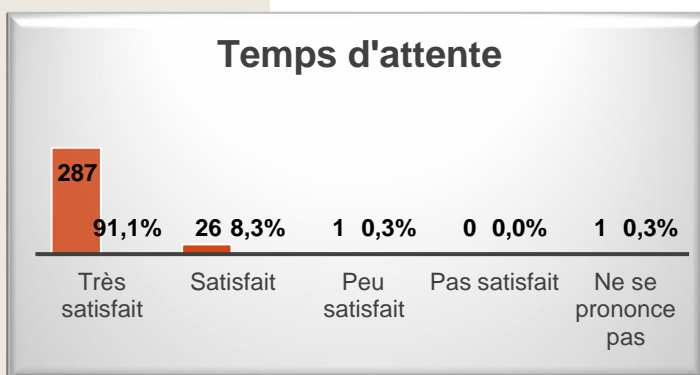 Temps d'attente
287
91,1% 26 8,3% 1 0,3% 0 0,0% 1 0,3%
Très satisfait Satisfait Peu satisfait Pas satisfait Ne se prononce pas